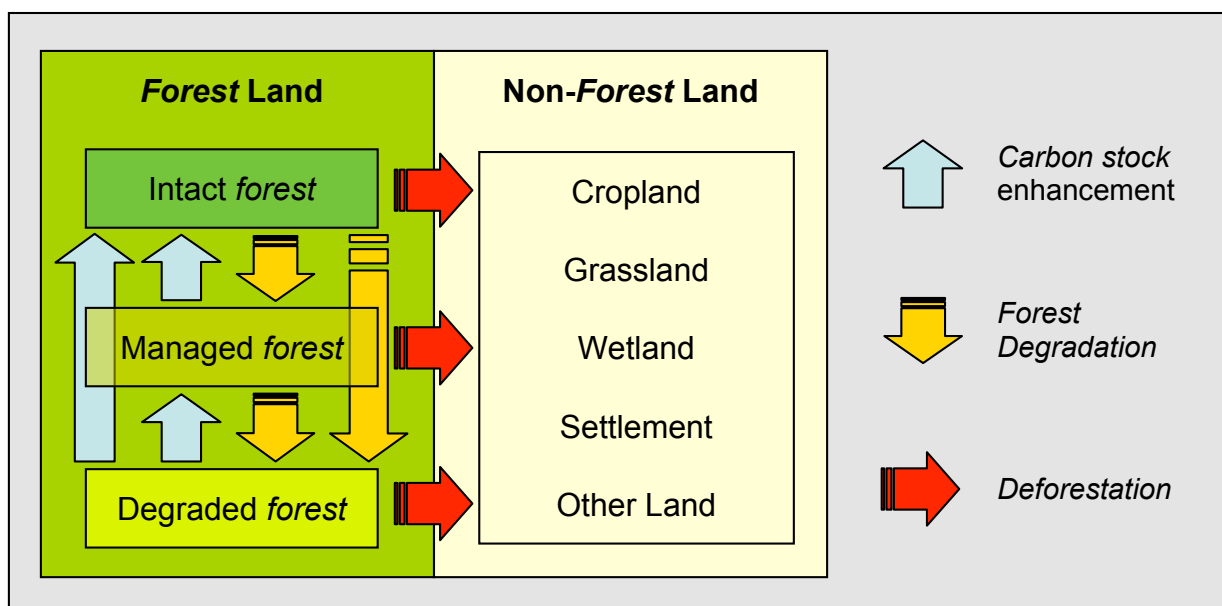 Forest Land
Non-Forest Land
Intact forest
Managed forest
Degraded forest
Cropland
Grassland
Wetland
Settlement
Other Land
Carbon stock
enhancement
Forest
Degradation
Deforestation